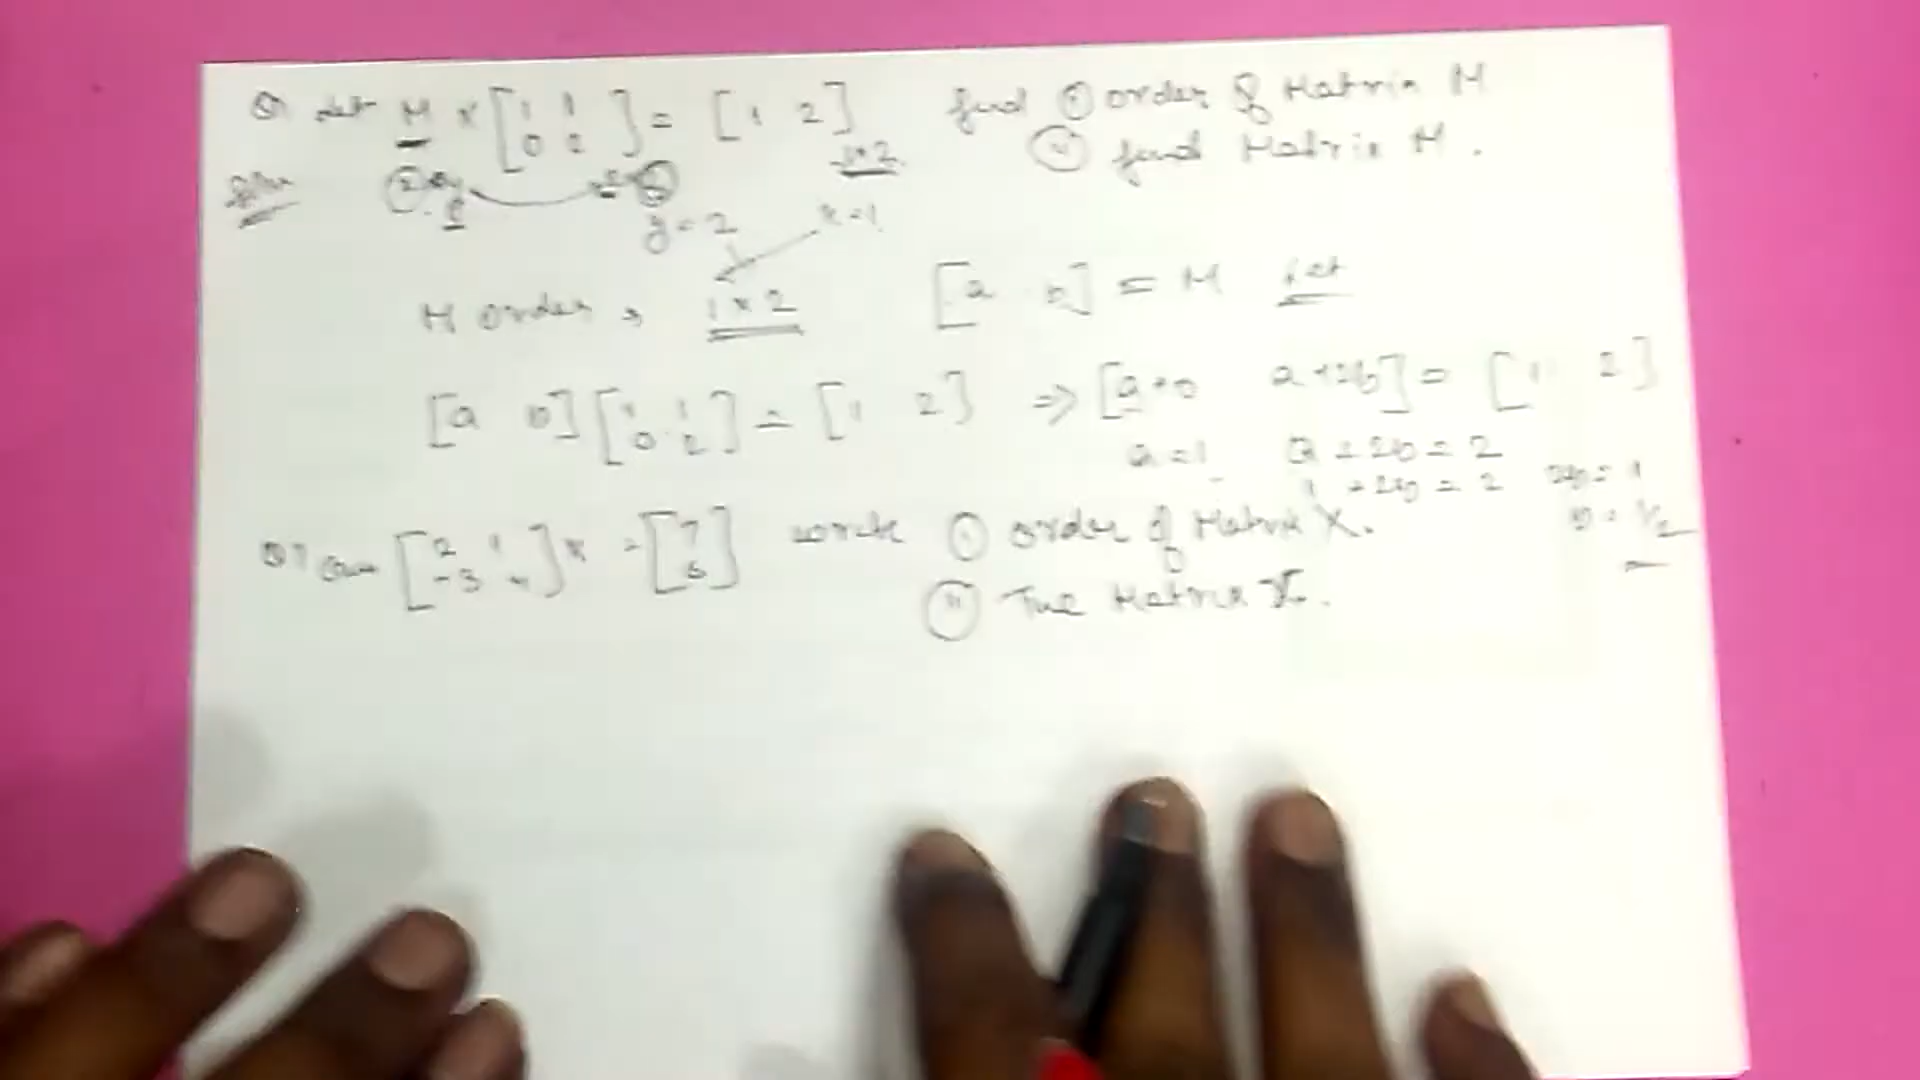 Q. Let M × [1 1 0 2] = [1 2] find (i) order of Matrix M
1×2 (ii) find Matrix M.
Soln
y = 2 x = 1
M order, 1×2 [a b] = M let
[a b] [1 1 0 2] = [1 2] ⇒ [a+0 a+2b] = [1 2]
a = 1 a + 2b = 2
1 + 2b = 2 2b = 1
b = 1/2
[2 1 -3 4] x = [7 6] write (i) order of Matrix X.
(ii) The Matrix X.